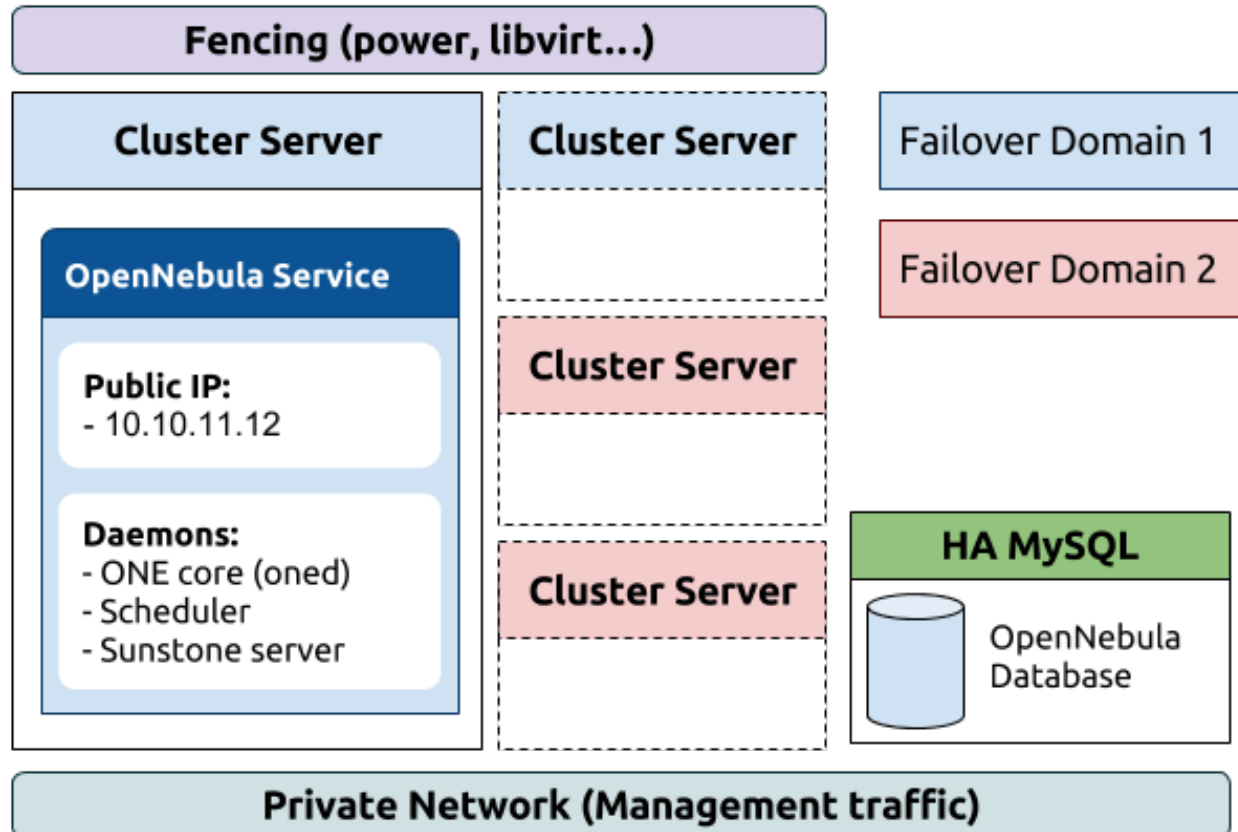 Fencing (power, libvirt...)
Cluster Server
OpenNebula Service
Public IP:
- 10.10.11.12
Daemons:
- ONE core (oned)
- Scheduler
- Sunstone server
Cluster Server
Cluster Server
Cluster Server
Failover Domain 1
Failover Domain 2
HA MySQL
OpenNebula
Database
Private Network (Management traffic)